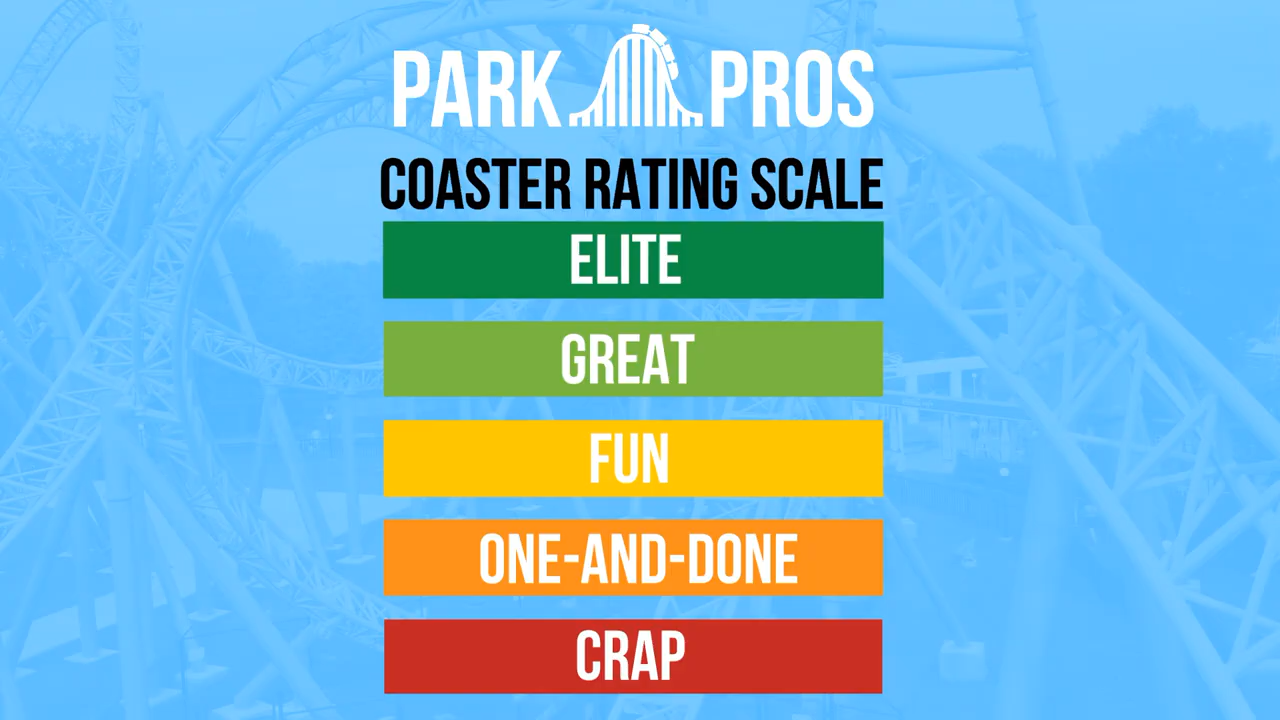 PARK PROS
COASTER RATING SCALE
ELITE
GREAT
FUN
ONE-AND-DONE
CRAP